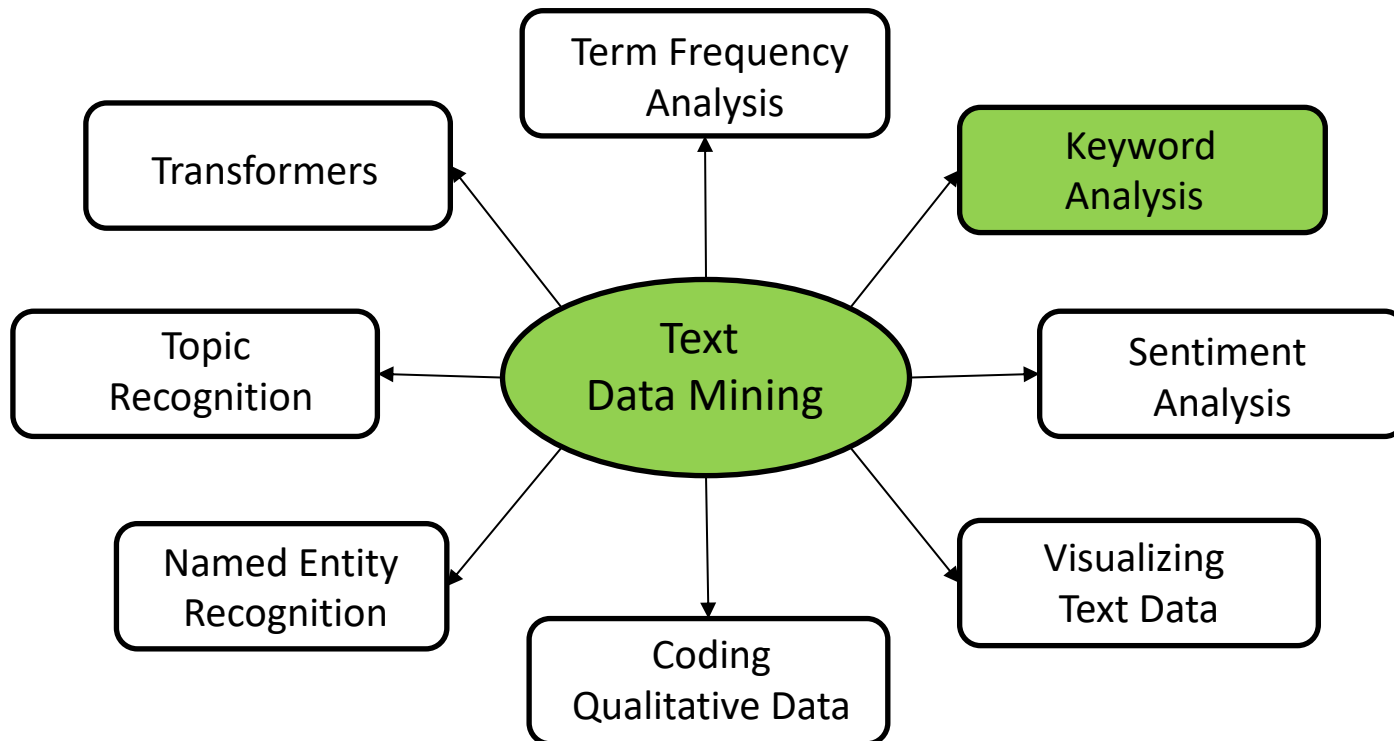 Term Frequency
Analysis
Transformers
Keyword
Analysis
Text
Data Mining
Topic
Recognition
Sentiment
Analysis
Named Entity
Recognition
Visualizing
Text Data
Coding
Qualitative Data